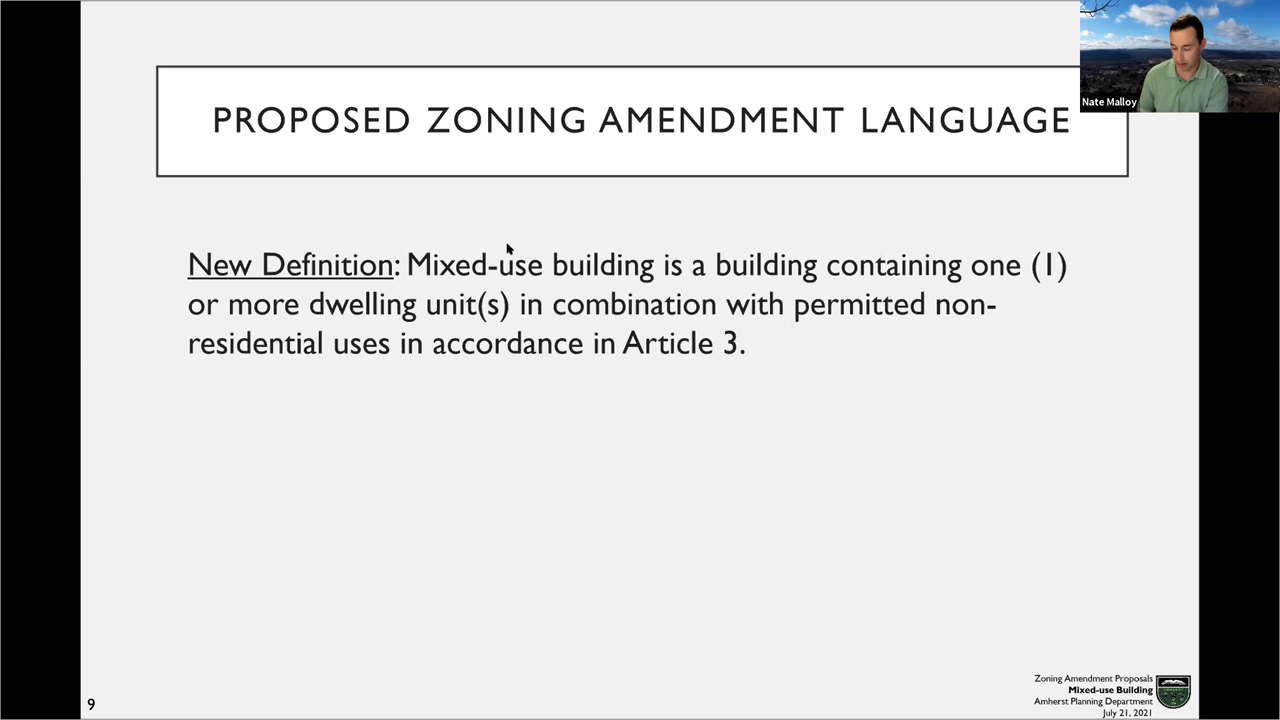 PROPOSED ZONING AMENDMENT LANGUAGE
Nate Malloy
New Definition: Mixed-use building is a building containing one (1)
or more dwelling unit(s) in combination with permitted non-
residential uses in accordance in Article 3.
Zoning Amendment Proposals
Mixed-use Building
Amherst Planning Department
July 21, 2021
9